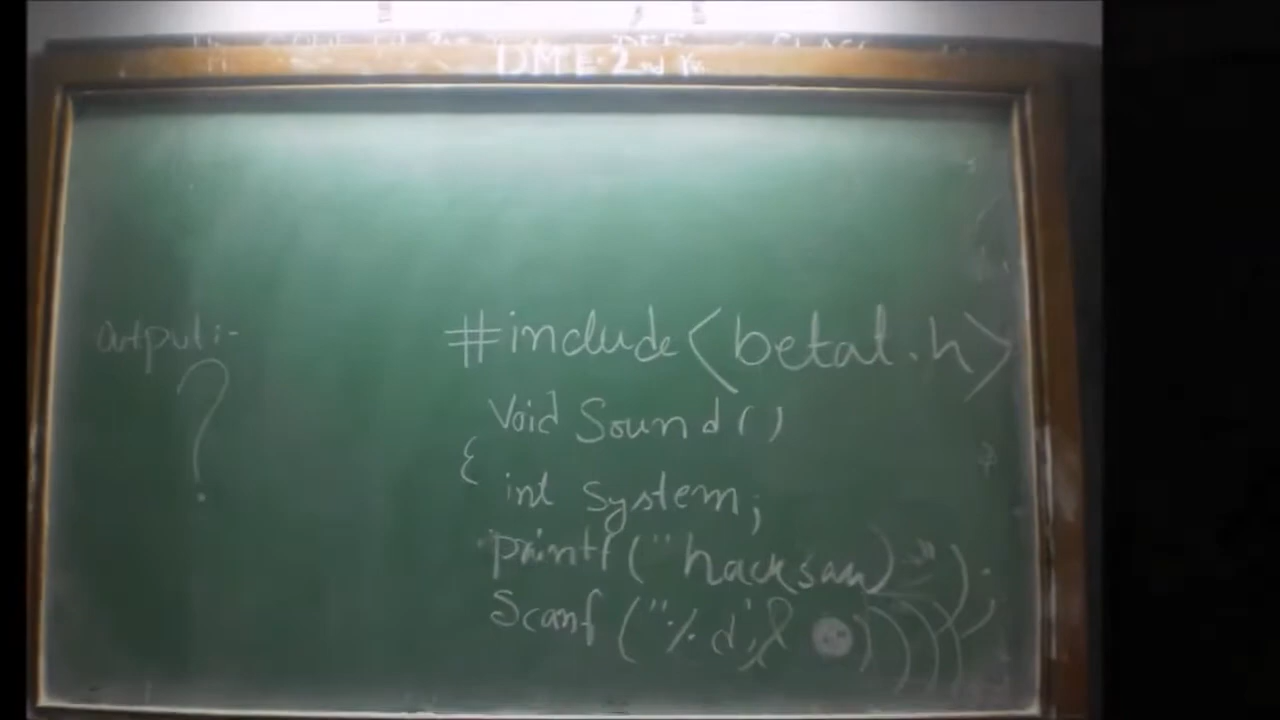 DME 2nd Yr
Output:-
?
#include<betal.h>
Void Sound()
{
int System;
printf("hacksaw)");
Scanf("%d",&